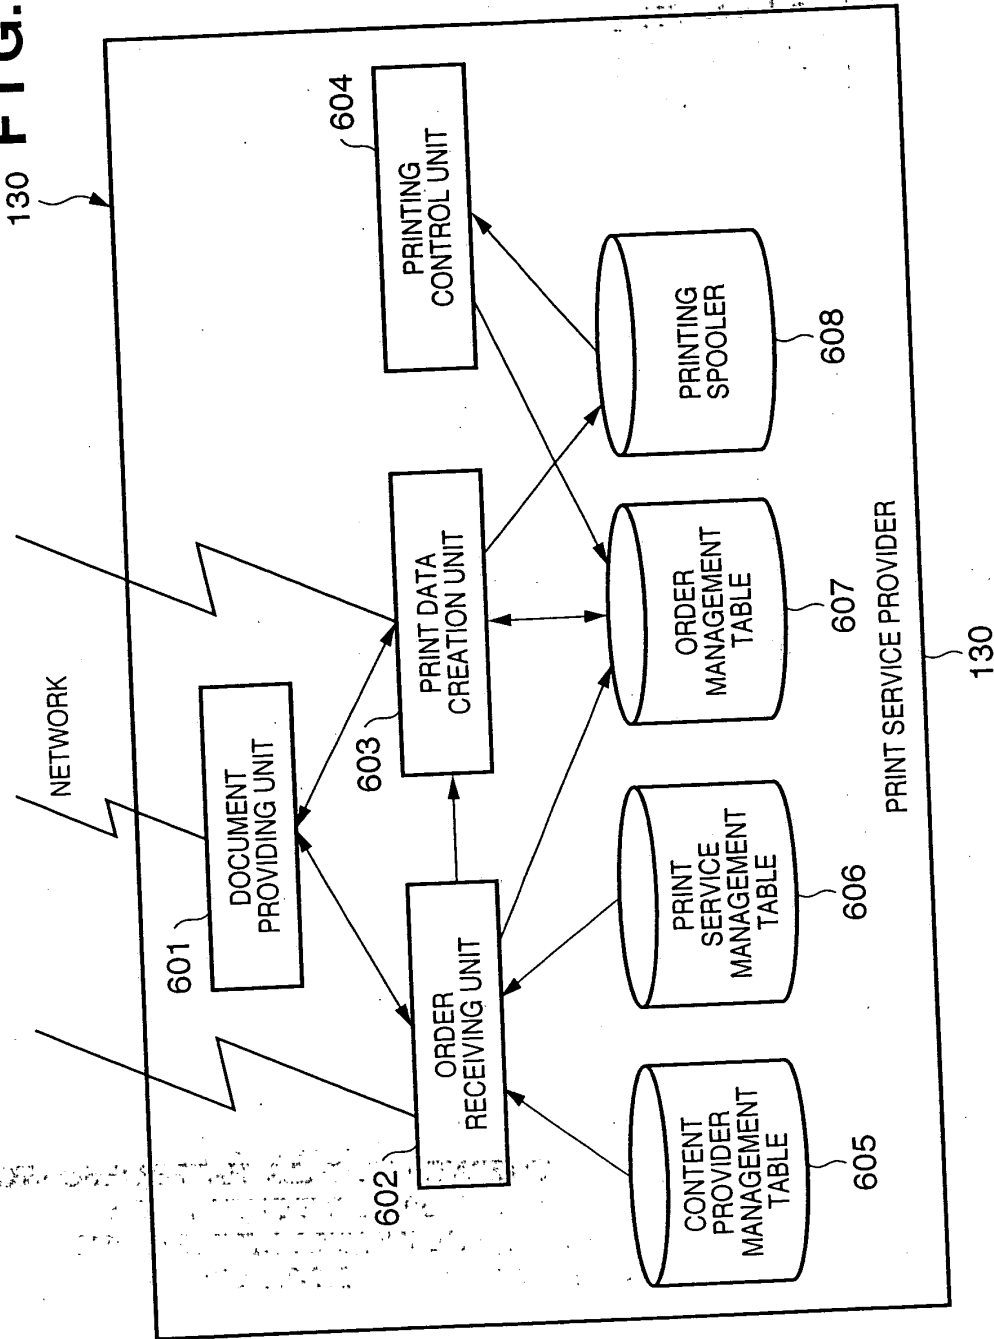 FIG.
130
NETWORK
601
DOCUMENT
PROVIDING UNIT
602
ORDER
RECEIVING UNIT
603
PRINT DATA
CREATION UNIT
604
PRINTING
CONTROL UNIT
CONTENT
PROVIDER
MANAGEMENT
TABLE
605
PRINT
SERVICE
MANAGEMENT
TABLE
606
ORDER
MANAGEMENT
TABLE
607
PRINTING
SPOOLER
608
PRINT SERVICE PROVIDER
130